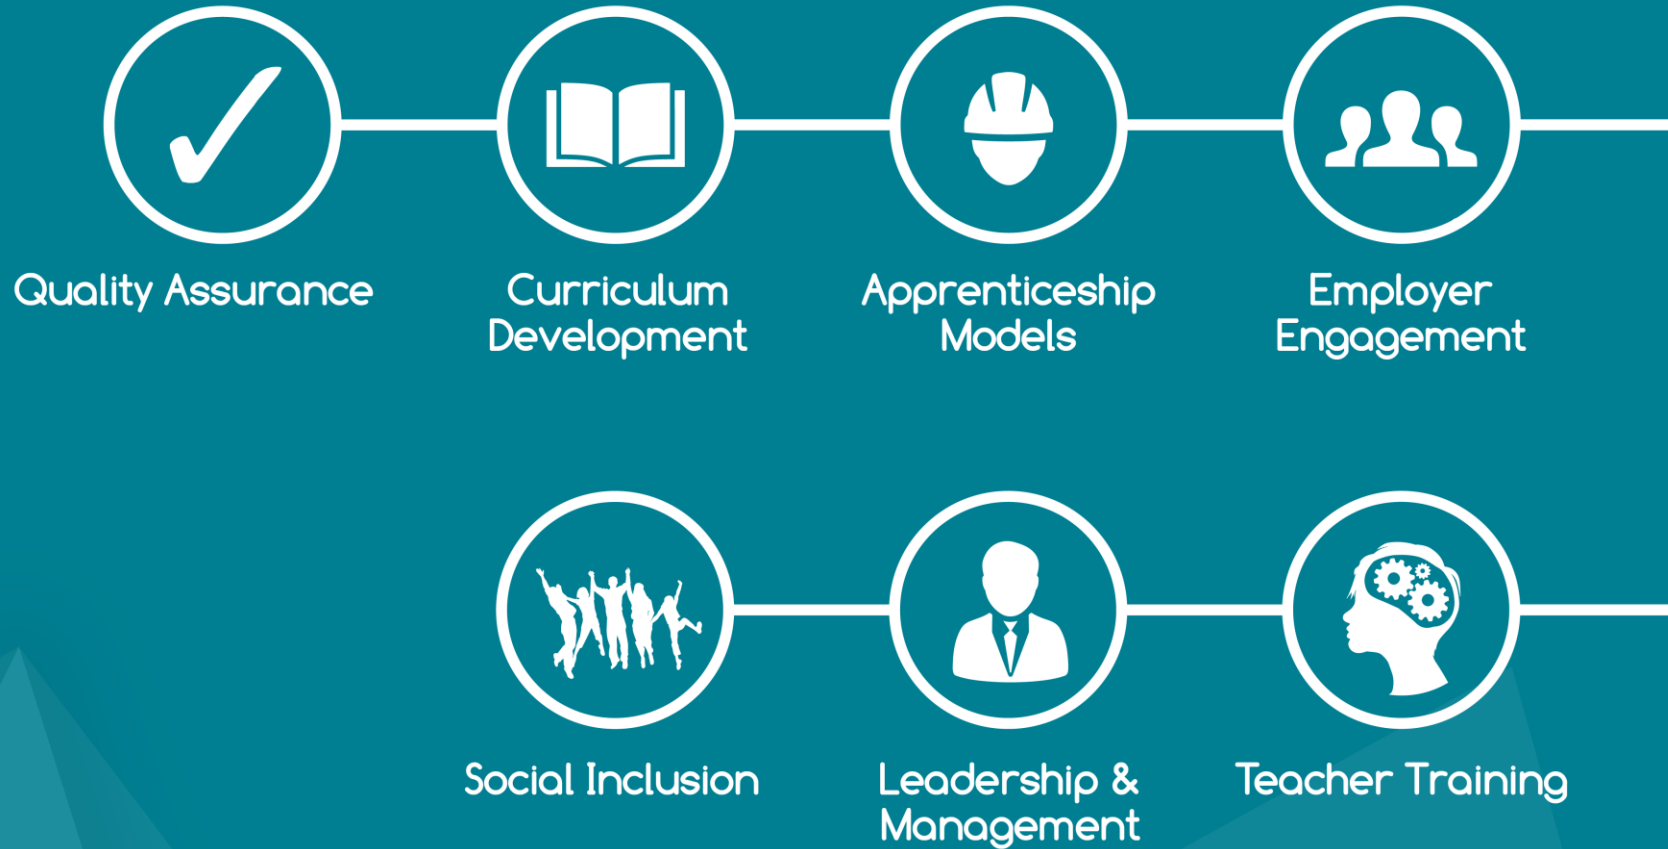 Quality Assurance
Curriculum
Development
Apprenticeship
Models
Employer
Engagement
Social Inclusion
Leadership &
Management
Teacher Training